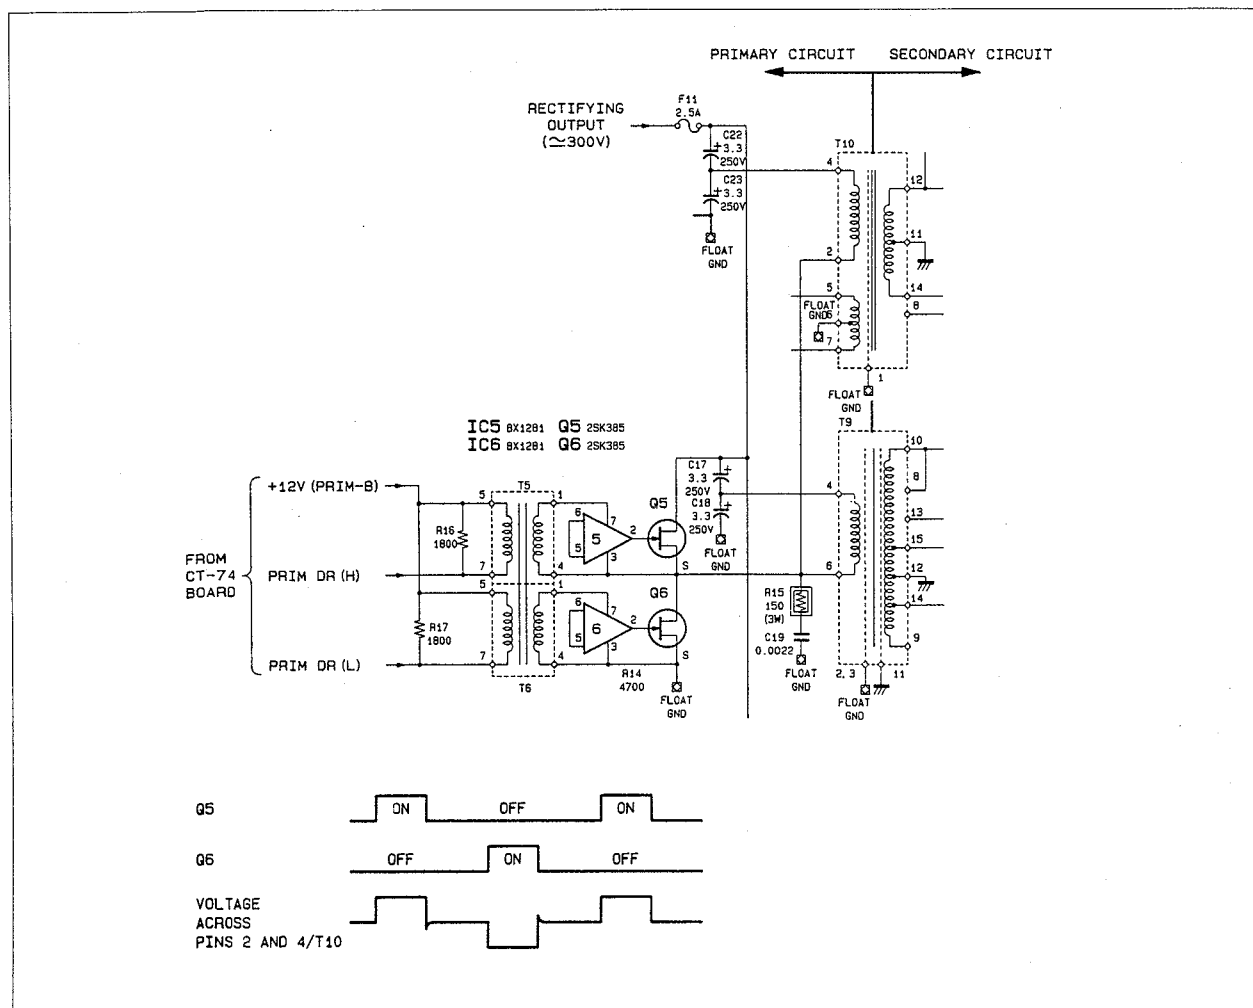 PRIMARY CIRCUIT SECONDARY CIRCUIT
F11
2.5A
RECTIFYING
OUTPUT
(≃300V)
C22
3.3
250V
C23
3.3
250V
FLOAT
GND
T10
4
12
11
2
5
14
FLOAT
GND6
8
7
1
FLOAT
GND
T9
IC5 BX1281 Q5 2SK385
IC6 BX1281 Q6 2SK385
10
8
13
15
12
14
9
4
6
2, 3
11
FLOAT
GND
C17
3.3
250V
C18
3.3
250V
FLOAT
GND
+12V (PRIM-B)
FROM
CT-74
BOARD
PRIM DR (H)
PRIM DR (L)
R16
1800
R17
1800
T5
5
1
7
4
5
1
7
4
T6
6
7
5
5
2
3
Q5
S
6
7
6
5
2
3
Q6
S
R14
4700
FLOAT
GND
R15
150
(3W)
C19
0.0022
FLOAT
GND
Q5 ON OFF ON
Q6 OFF ON OFF
VOLTAGE
ACROSS
PINS 2 AND 4/T10